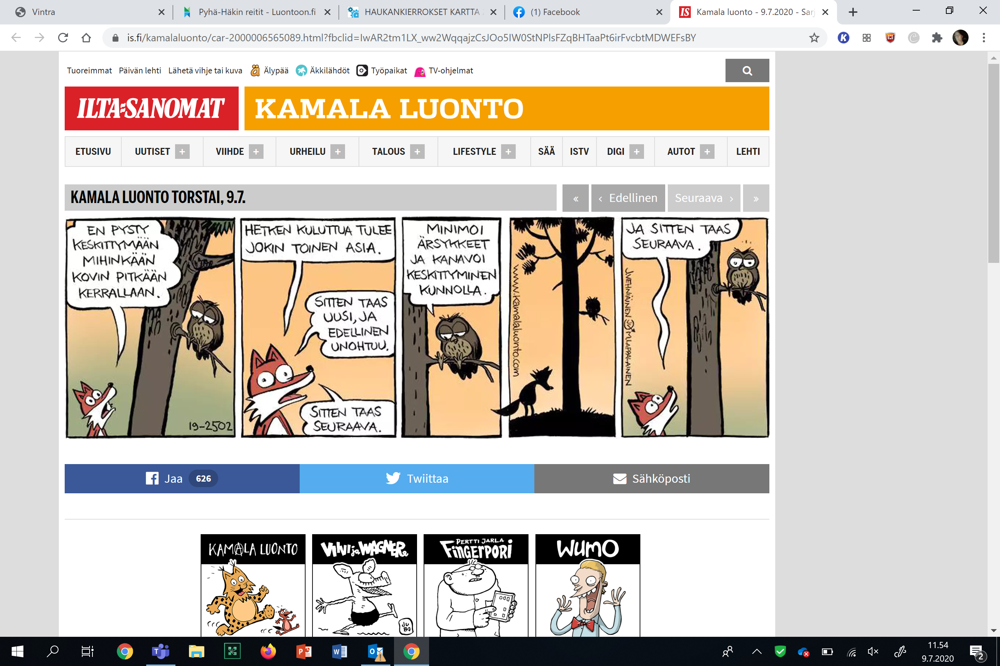 Vintra
Pyhä-Häkin reitit - Luontoon.fi
HAUKANKIERROKSET KARTTA
(1) Facebook
IS
Kamala luonto - 9.7.2020 - Sarj
is.fi/kamalaluonto/car-2000006565089.html?fbclid=IwAR2tm1LX_ww2WqqajzCsJOo5IW0StNPlsFZqBHTaaPt6irFvcbtMDWEFsBY
K
Tuoreimmat Päivän lehti Lähetä vihje tai kuva Älypää Äkkilähdöt Työpaikat TV-ohjelmat
ILTA-SANOMAT
KAMALA LUONTO
ETUSIVU UUTISET + VIIHDE + URHEILU + TALOUS + LIFESTYLE + SÄÄ ISTV DIGI + AUTOT + LEHTI
KAMALA LUONTO TORSTAI, 9.7.
« ‹ Edellinen Seuraava › »
EN PYSTY
KESKITTYMÄÄN
MIHINKÄÄN
KOVIN PITKÄÄN
KERRALLAAN.
19-2502
HETKEN KULUTTUA TULEE
JOKIN TOINEN ASIA.
SITTEN TAAS
UUSI, JA
EDELLINEN
UNOHTUU.
SITTEN TAAS
SEURAAVA.
MINIMOI
ÄRSYKKEET
JA KANAVOI
KESKITTYMINEN
KUNNOLLA.
www.kamalaluonto.com
JA SITTEN TAAS
SEURAAVA.
J.VEHNIÄINEN M.LAPPALAINEN
Jaa 626
Twiittaa
Sähköposti
KAMALA LUONTO
VIIVI ja WAGNER
PERTTI JARLA
FINGERPORI
WUMO
JUBA
11.54
9.7.2020
2